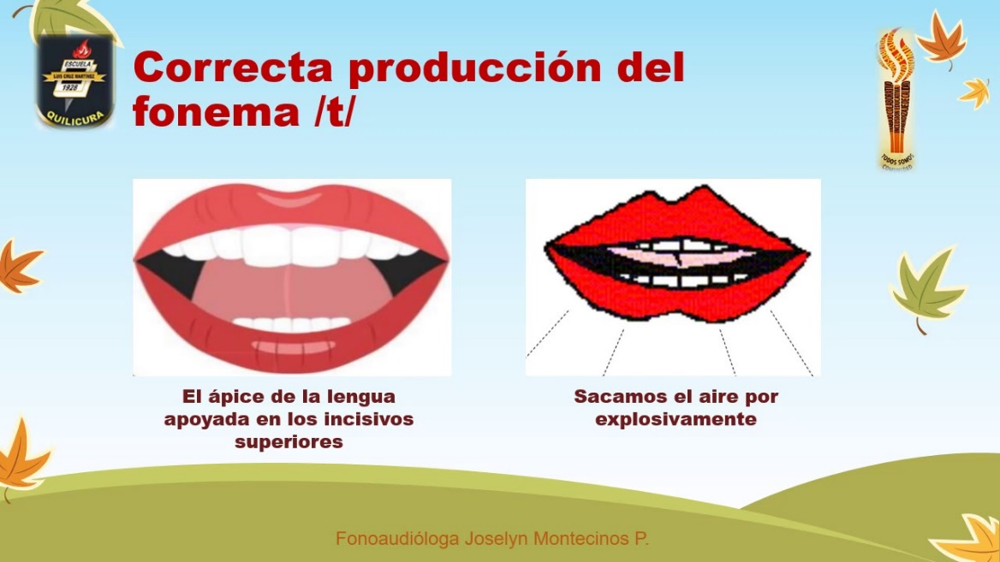 Correcta producción del
fonema /t/
ESCUELA
LUIS CRUZ MARTINEZ
1928
QUILICURA
TODOS SOMOS
COMUNIDAD
El ápice de la lengua
apoyada en los incisivos
superiores
Sacamos el aire por
explosivamente
Fonoaudióloga Joselyn Montecinos P.